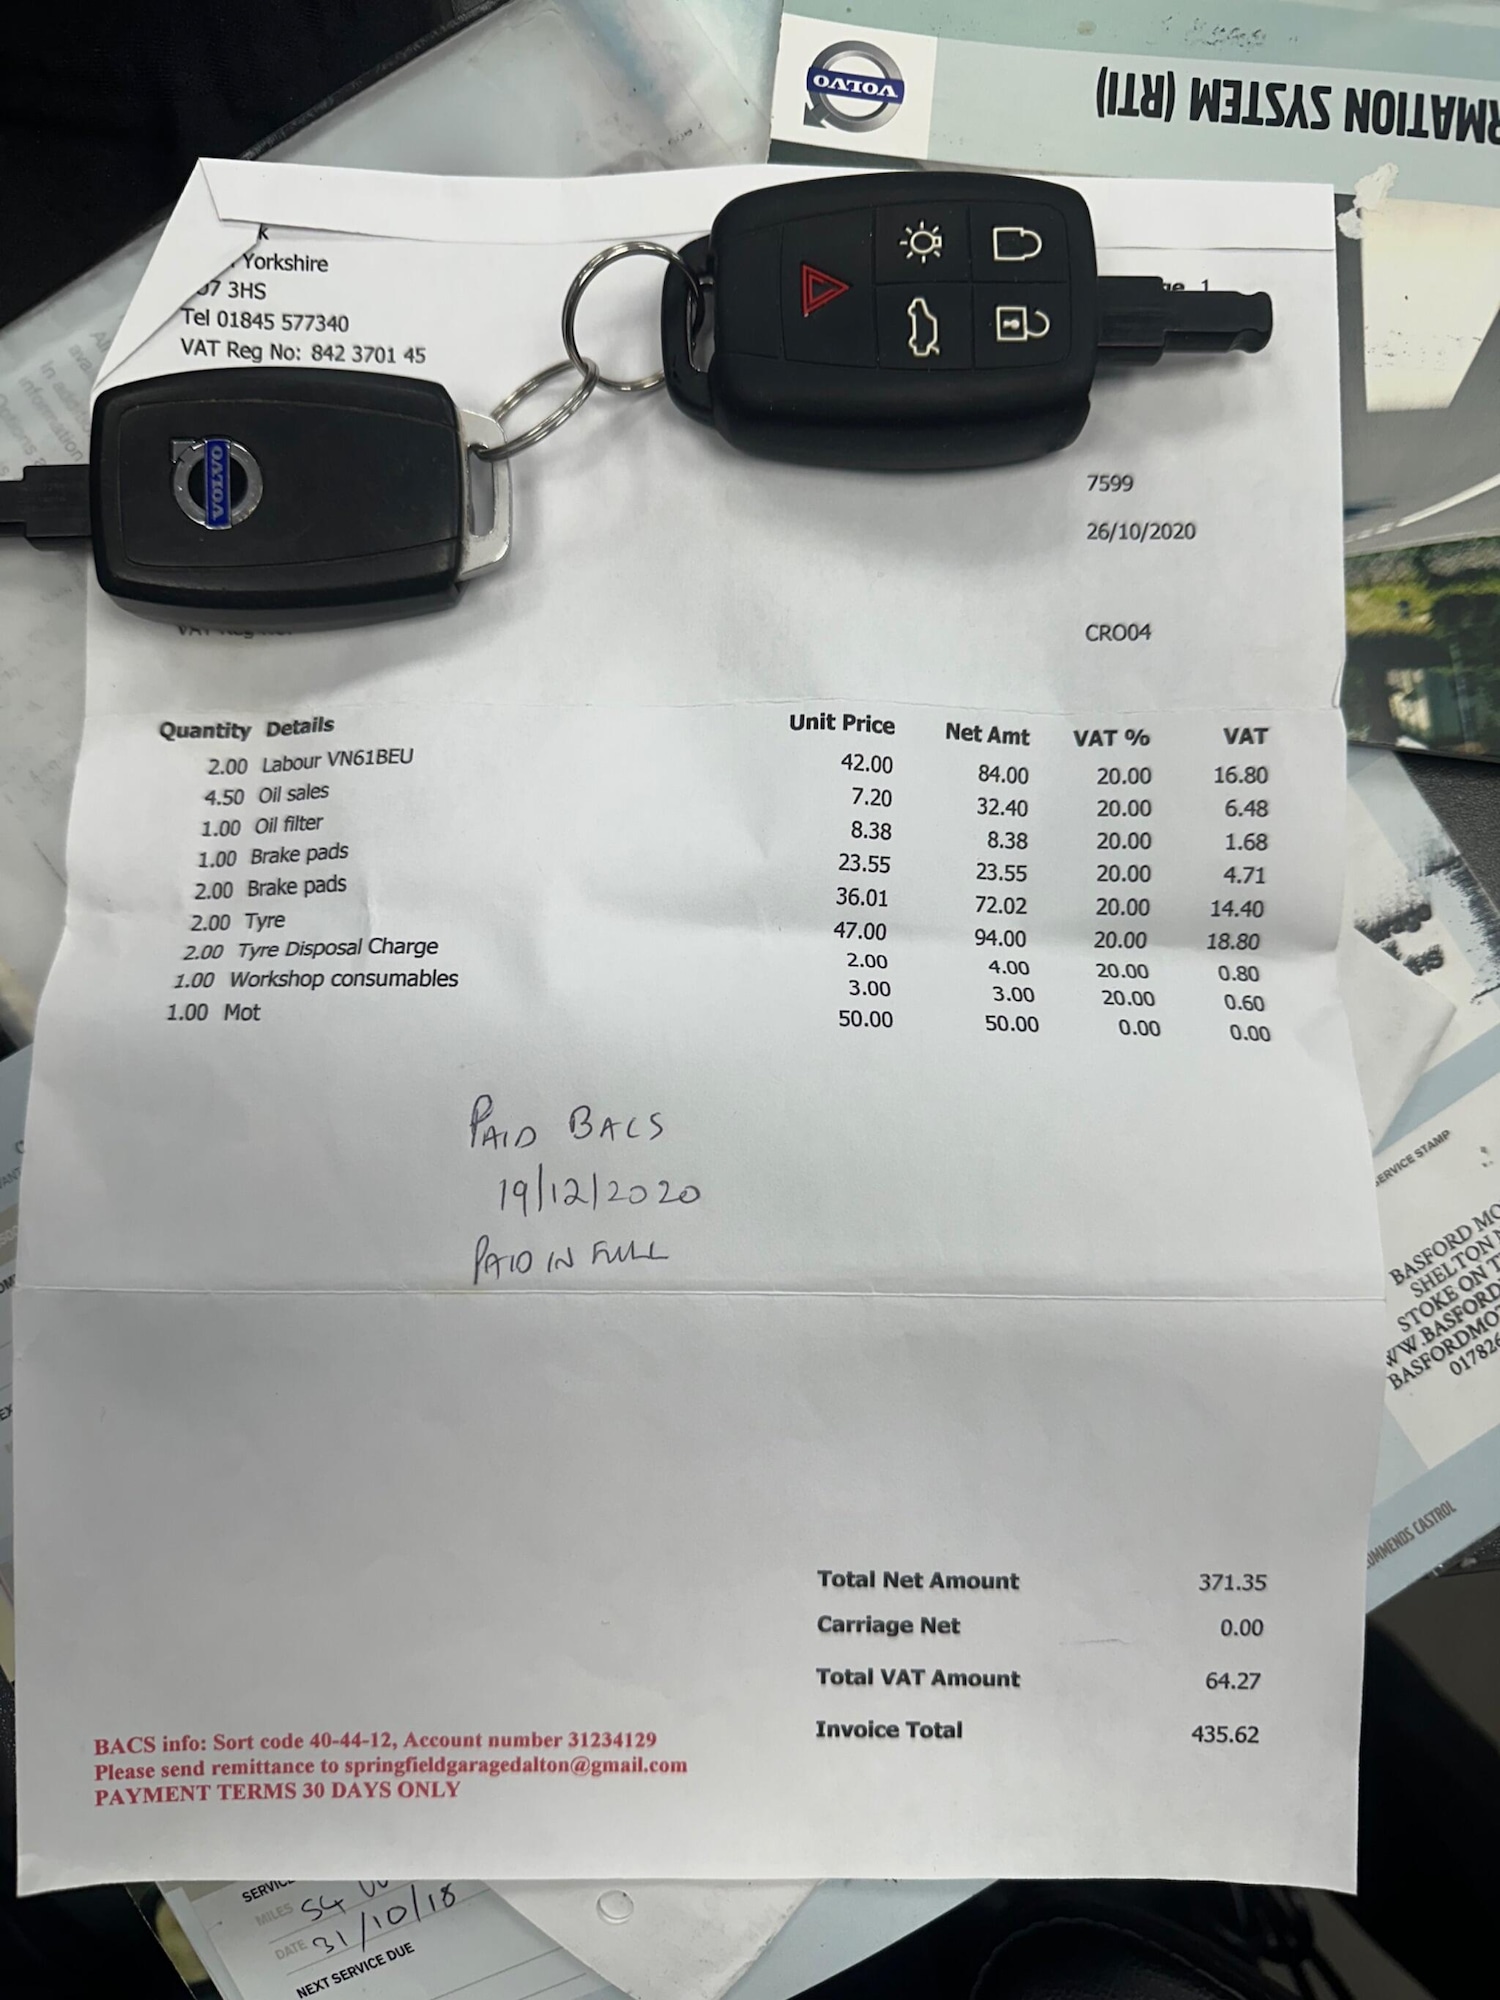 VOLVO
RMATION SYSTEM (RTI)
k
Yorkshire
07 3HS
Tel 01845 577340
VAT Reg No: 842 3701 45
1
VOLVO
7599
26/10/2020
CRO04
Quantity Details Unit Price Net Amt VAT % VAT
2.00 Labour VN61BEU 42.00 84.00 20.00 16.80
4.50 Oil sales 7.20 32.40 20.00 6.48
1.00 Oil filter 8.38 8.38 20.00 1.68
1.00 Brake pads 23.55 23.55 20.00 4.71
2.00 Brake pads 36.01 72.02 20.00 14.40
2.00 Tyre 47.00 94.00 20.00 18.80
2.00 Tyre Disposal Charge 2.00 4.00 20.00 0.80
1.00 Workshop consumables 3.00 3.00 20.00 0.60
1.00 Mot 50.00 50.00 0.00 0.00
PAID BACS
19/12/2020
PAID IN FULL
SERVICE STAMP
BASFORD MO
SHELTON
STOKE ON T
WW.BASFORD
BASFORDMO
01782
OMMENDS CASTROL
Total Net Amount 371.35
Carriage Net 0.00
Total VAT Amount 64.27
Invoice Total 435.62
BACS info: Sort code 40-44-12, Account number 31234129
Please send remittance to springfieldgaragedalton@gmail.com
PAYMENT TERMS 30 DAYS ONLY
MILES 54
DATE 31/10/18
NEXT SERVICE DUE